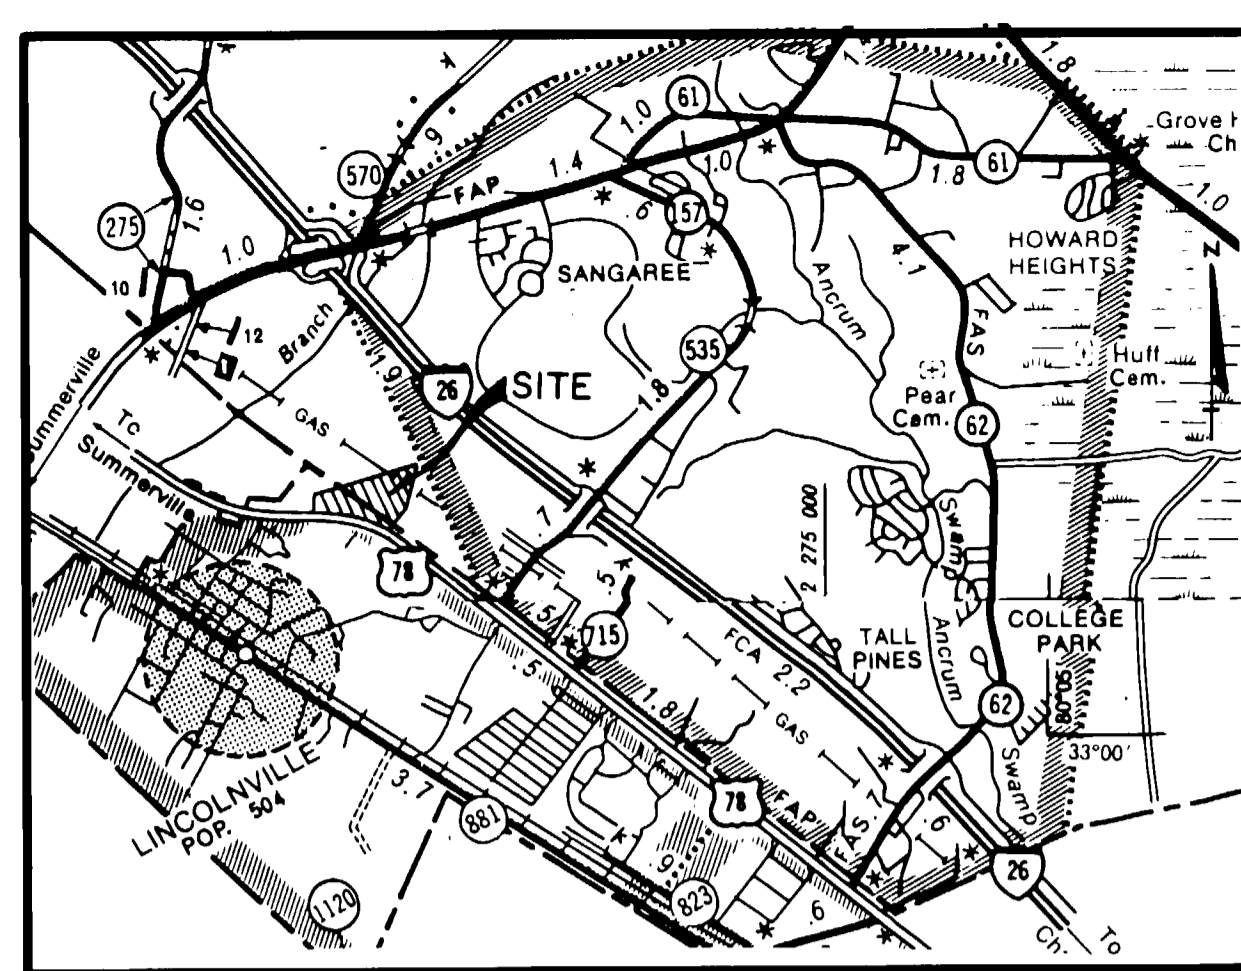 1.8
61
1.0
Grove
Ch
.9
570
1.4
FAP
1.0
61
1.8
1.0
275
1.6
1.0
.6
157
HOWARD
HEIGHTS
N
SANGAREE
4.1
Ancrum
10
12
Branch
1.9
535
FAS
Huff
Cem.
26
SITE
1.8
Pear
Cem.
62
Summerville
GAS
To
Summerville
.7
2 275 000
Swamp
78
.5
.5
715
FCA 2.2
TALL
PINES
COLLEGE
PARK
Ancrum
80°05'
62
33°00'
.5
1.8
GAS
Swamp
LINCOLNVILLE
POP. 504
3.7
881
78
FAP
FAS
.7
.6
26
.9
823
1120
.6
To
Ch.